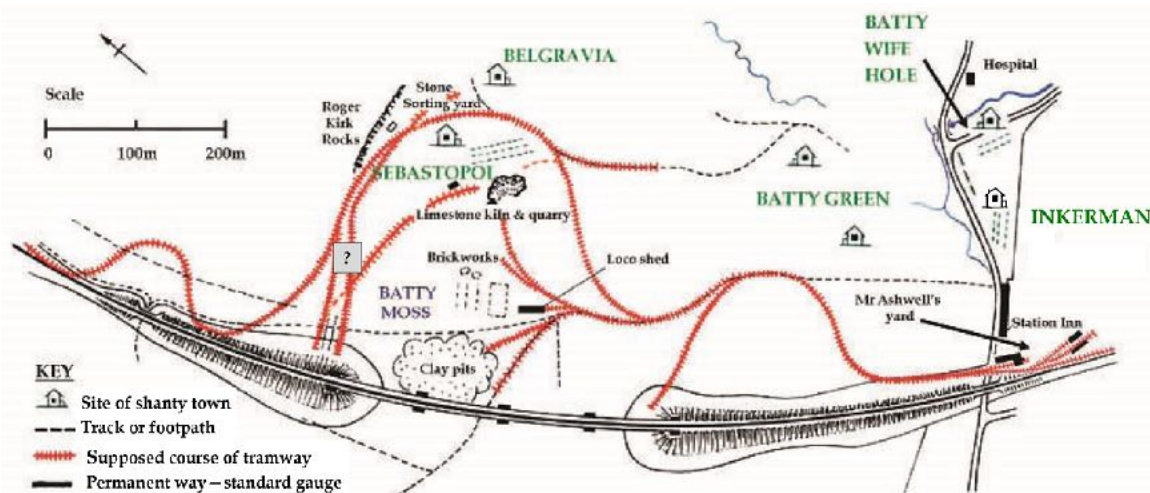 BELGRAVIA
BATTY
WIFE
HOLE
Hospital
Scale
0 100m 200m
Roger
Kirk
Rocks
Stone
Sorting yard
SEBASTOPOL
Limestone kiln & quarry
BATTY GREEN
INKERMAN
?
Brickworks
Loco shed
BATTY
MOSS
Mr Ashwell's
yard
Station Inn
Clay pits
KEY
Site of shanty town
Track or footpath
Supposed course of tramway
Permanent way – standard gauge